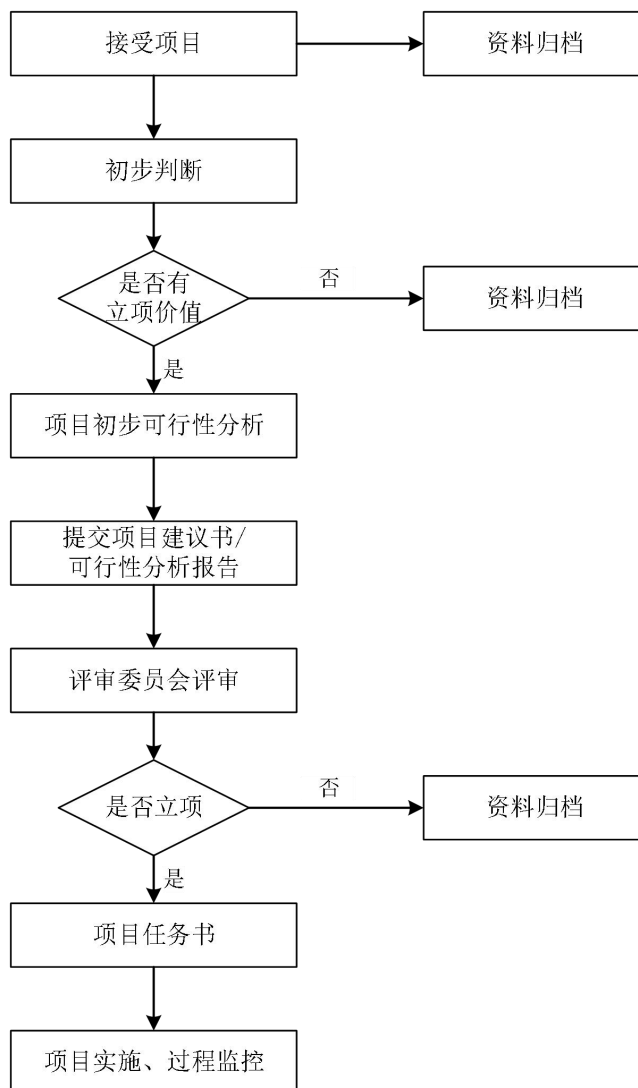 接受项目
资料归档
初步判断
是否有
立项价值
否
资料归档
是
项目初步可行性分析
提交项目建议书/
可行性分析报告
评审委员会评审
是否立项
否
资料归档
是
项目任务书
项目实施、过程监控